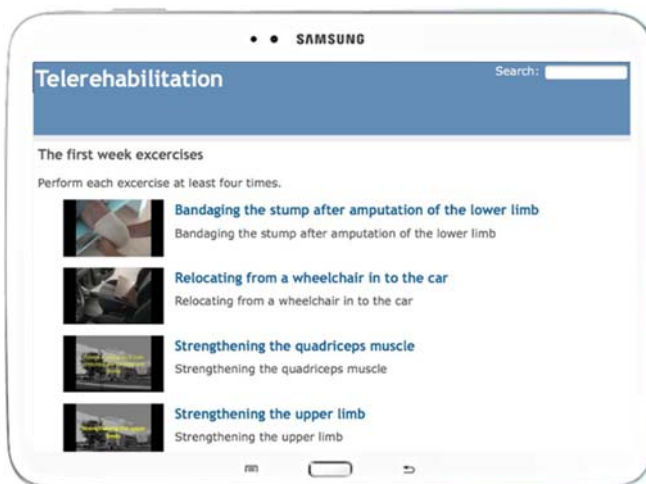 SAMSUNG
Telerehabilitation
Search:
The first week excercises
Perform each excercise at least four times.
Bandaging the stump after amputation of the lower limb
Bandaging the stump after amputation of the lower limb
Relocating from a wheelchair in to the car
Relocating from a wheelchair in to the car
Strengthening the quadriceps muscle
Strengthening the quadriceps muscle
Strengthening the upper limb
Strengthening the upper limb